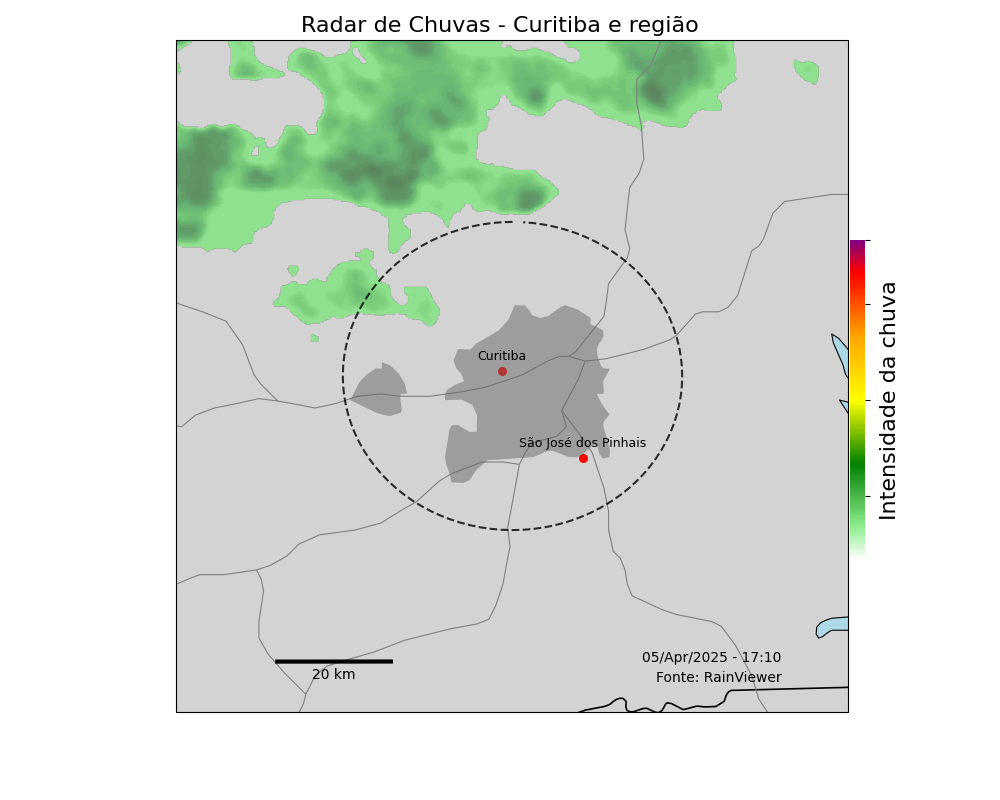 Radar de Chuvas - Curitiba e região
Curitiba
São José dos Pinhais
Intensidade da chuva
05/Apr/2025 - 17:10
Fonte: RainViewer
20 km